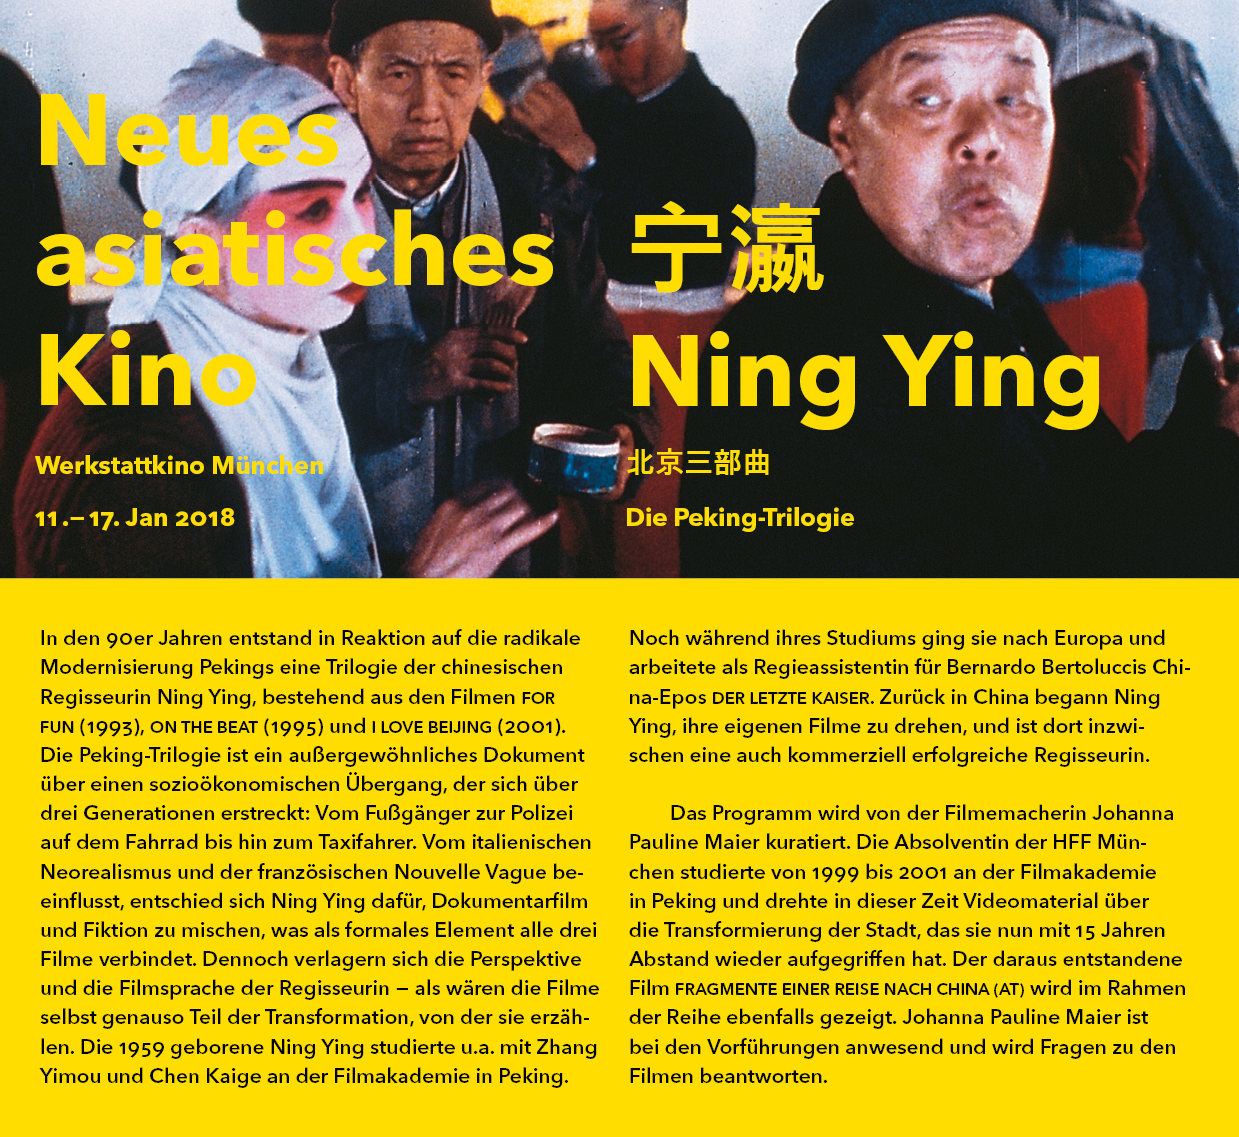 Neues
asiatisches
Kino
Werkstattkino München
11.–17. Jan 2018
宁瀛
Ning Ying
北京三部曲
Die Peking-Trilogie
In den 90er Jahren entstand in Reaktion auf die radikale
Modernisierung Pekings eine Trilogie der chinesischen
Regisseurin Ning Ying, bestehend aus den Filmen FOR
FUN (1993), ON THE BEAT (1995) und I LOVE BEIJING (2001).
Die Peking-Trilogie ist ein außergewöhnliches Dokument
über einen sozioökonomischen Übergang, der sich über
drei Generationen erstreckt: Vom Fußgänger zur Polizei
auf dem Fahrrad bis hin zum Taxifahrer. Vom italienischen
Neorealismus und der französischen Nouvelle Vague be-
einflusst, entschied sich Ning Ying dafür, Dokumentarfilm
und Fiktion zu mischen, was als formales Element alle drei
Filme verbindet. Dennoch verlagern sich die Perspektive
und die Filmsprache der Regisseurin – als wären die Filme
selbst genauso Teil der Transformation, von der sie erzäh-
len. Die 1959 geborene Ning Ying studierte u.a. mit Zhang
Yimou und Chen Kaige an der Filmakademie in Peking.
Noch während ihres Studiums ging sie nach Europa und
arbeitete als Regieassistentin für Bernardo Bertoluccis Chi-
na-Epos DER LETZTE KAISER. Zurück in China begann Ning
Ying, ihre eigenen Filme zu drehen, und ist dort inzwi-
schen eine auch kommerziell erfolgreiche Regisseurin.
Das Programm wird von der Filmemacherin Johanna
Pauline Maier kuratiert. Die Absolventin der HFF Mün-
chen studierte von 1999 bis 2001 an der Filmakademie
in Peking und drehte in dieser Zeit Videomaterial über
die Transformierung der Stadt, das sie nun mit 15 Jahren
Abstand wieder aufgegriffen hat. Der daraus entstandene
Film FRAGMENTE EINER REISE NACH CHINA (AT) wird im Rahmen
der Reihe ebenfalls gezeigt. Johanna Pauline Maier ist
bei den Vorführungen anwesend und wird Fragen zu den
Filmen beantworten.